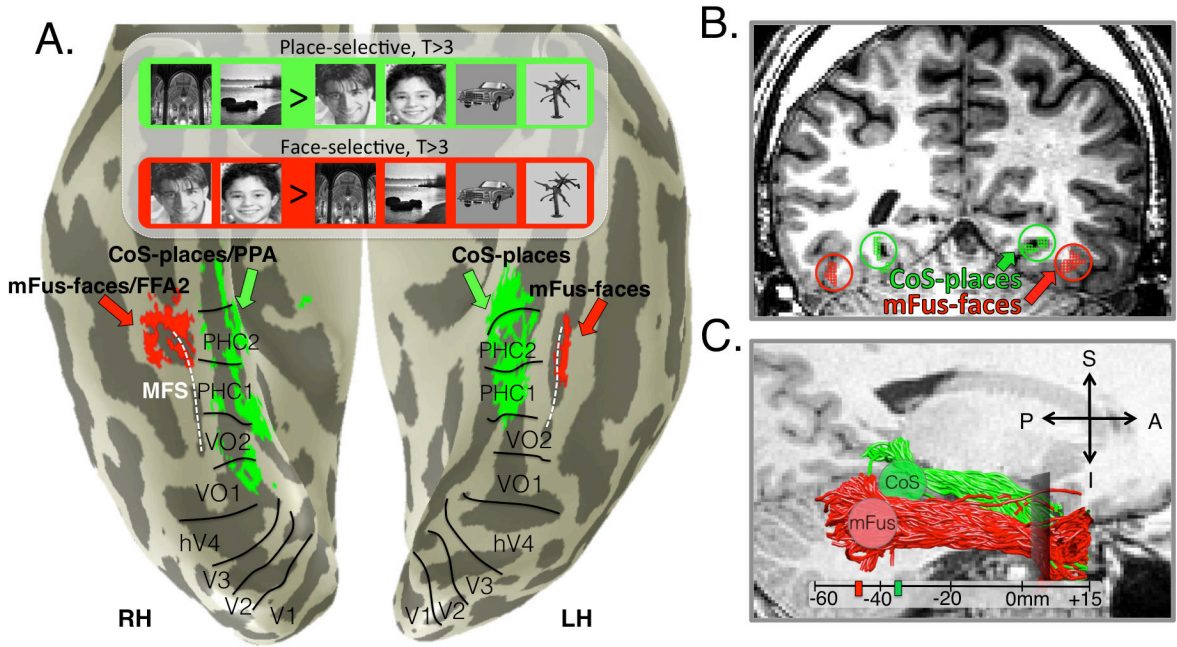 A.
Place-selective, T>3
>
Face-selective, T>3
>
CoS-places/PPA
mFus-faces/FFA2
CoS-places
mFus-faces
PHC2
PHC1
MFS
VO2
VO1
hV4
V3
V2
V1
RH
PHC2
PHC1
VO2
VO1
hV4
V3
V2
V1
LH
B.
CoS-places
mFus-faces
C.
S
P
A
I
CoS
mFus
-60 -40 -20 0mm +15